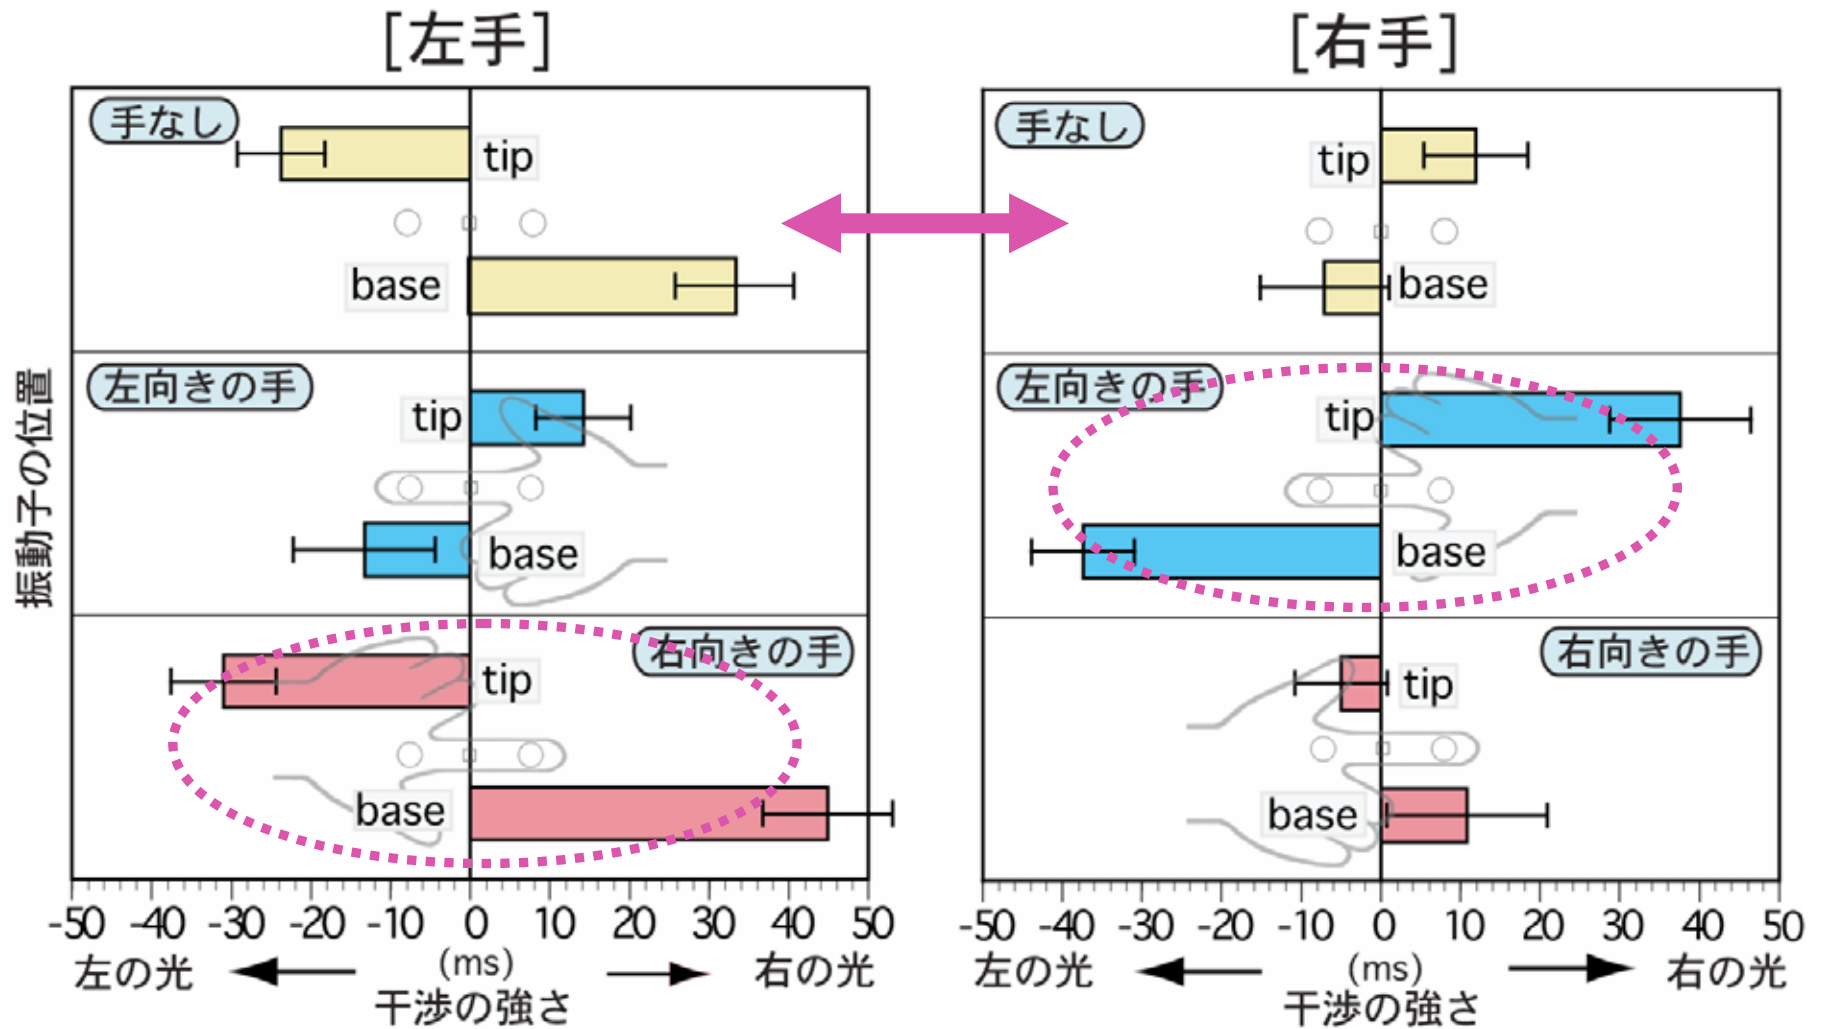 [左手]
手なし
tip
base
左向きの手
tip
base
右向きの手
tip
base
振動子の位置
-50 -40 -30 -20 -10 0 10 20 30 40 50
左の光
(ms)
右の光
干渉の強さ
[右手]
手なし
tip
base
左向きの手
tip
base
右向きの手
tip
base
-50 -40 -30 -20 -10 0 10 20 30 40 50
左の光
(ms)
右の光
干渉の強さ